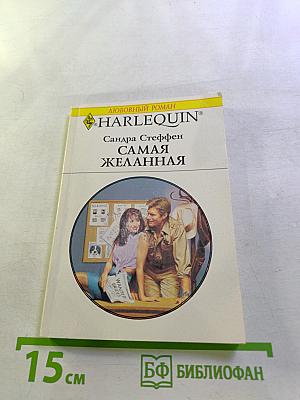 ЛЮБОВНЫЙ РОМАН
HARLEQUIN®
Сандра Стеффен
САМАЯ
ЖЕЛАННАЯ
15 см
БФ БИБЛИОФАН